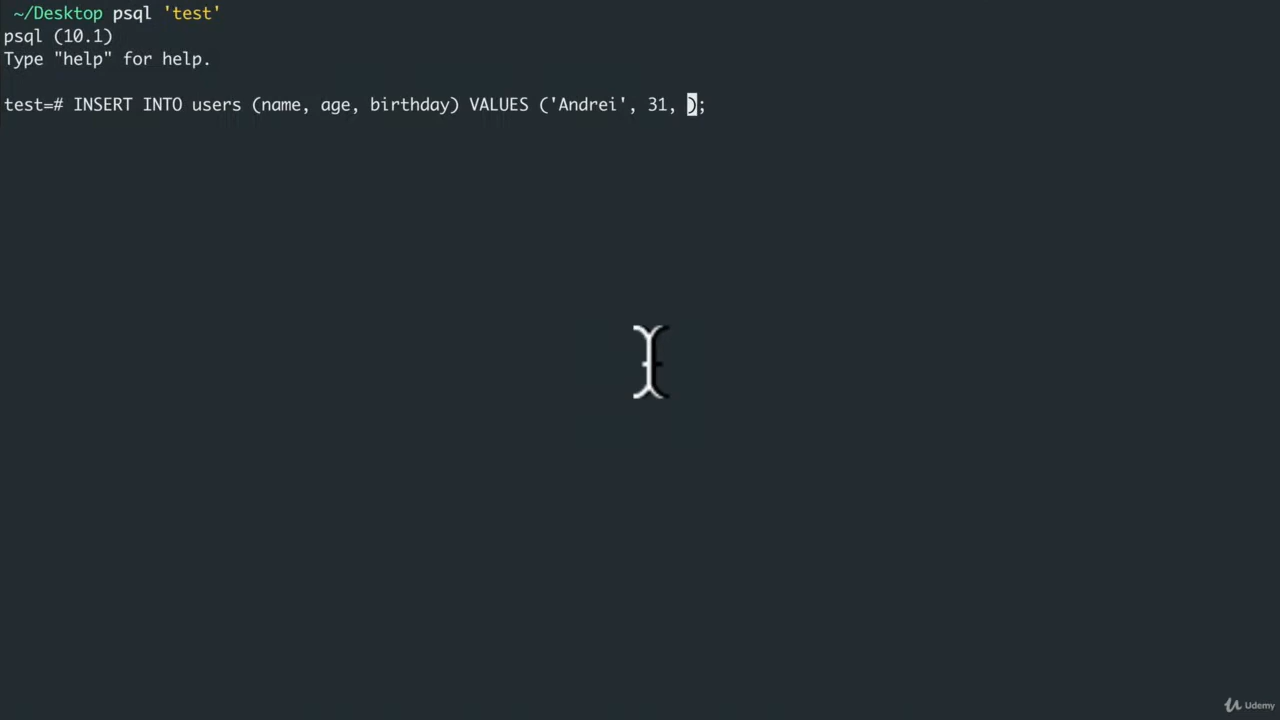 ~/Desktop psql 'test'
psql (10.1)
Type "help" for help.
test=# INSERT INTO users (name, age, birthday) VALUES ('Andrei', 31, );
Udemy